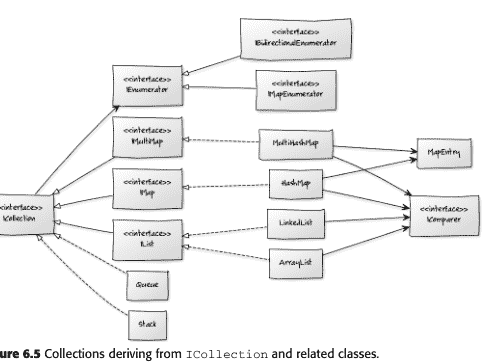 <<interface>>
IBidirectionalEnumerator
<<interface>>
IEnumerator
<<interface>>
IMapEnumerator
<<interface>>
IMultiMap
MultiHashMap
MapEntry
<<interface>>
IMap
HashMap
<interface>>
ICollection
LinkedList
<<interface>>
IComparer
<<interface>>
IList
ArrayList
Queue
Stack
ure 6.5 Collections deriving from ICollection and related classes.